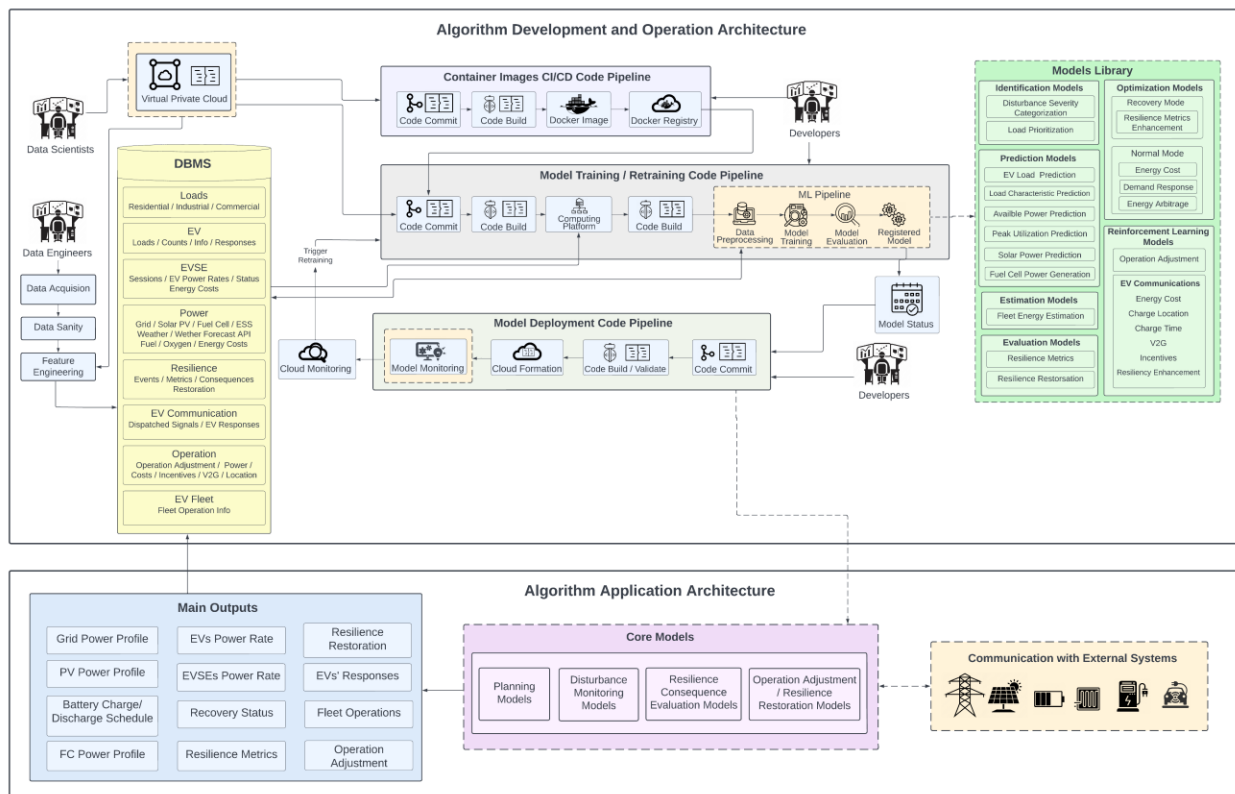 Algorithm Development and Operation Architecture
Virtual Private Cloud
Data Scientists
Data Engineers
Data Acquision
Data Sanity
Feature
Engineering
DBMS
Loads
Residential / Industrial / Commercial
EV
Loads / Counts / Info / Responses
EVSE
Sessions / EV Power Rates / Status
Energy Costs
Power
Grid / Solar PV / Fuel Cell / ESS
Weather / Wether Forecast API
Fuel / Oxygen / Energy Costs
Resilience
Events / Metrics / Consequences
Restoration
EV Communication
Dispatched Signals / EV Responses
Operation
Operation Adjustment / Power /
Costs / Incentives / V2G / Location
EV Fleet
Fleet Operation Info
Container Images CI/CD Code Pipeline
Code Commit
Code Build
Docker Image
Docker Registry
Developers
Model Training / Retraining Code Pipeline
Code Commit
Code Build
Computing
Platform
Code Build
ML Pipeline
Data
Preprocessing
Model
Training
Model
Evaluation
Registered
Model
Trigger
Retraining
Model Status
Model Deployment Code Pipeline
Cloud Monitoring
Model Monitoring
Cloud Formation
Code Build / Validate
Code Commit
Developers
Models Library
Identification Models
Disturbance Severity
Categorization
Load Prioritization
Prediction Models
EV Load Prediction
Load Characteristic Prediction
Availble Power Prediction
Peak Utilization Prediction
Solar Power Prediction
Fuel Cell Power Generation
Estimation Models
Fleet Energy Estimation
Evaluation Models
Resilience Metrics
Resilience Restorsation
Optimization Models
Recovery Mode
Resilience Metrics
Enhancement
Normal Mode
Energy Cost
Demand Response
Energy Arbitrage
Reinforcement Learning
Models
Operation Adjustment
EV Communications
Energy Cost
Charge Location
Charge Time
V2G
Incentives
Resiliency Enhancement
Algorithm Application Architecture
Main Outputs
Grid Power Profile
EVs Power Rate
Resilience
Restoration
PV Power Profile
EVSEs Power Rate
EVs' Responses
Battery Charge/
Discharge Schedule
Recovery Status
Fleet Operations
FC Power Profile
Resilience Metrics
Operation
Adjustment
Core Models
Planning
Models
Disturbance
Monitoring
Models
Resilience
Consequence
Evaluation Models
Operation Adjustment
/ Resilience
Restoration Models
Communication with External Systems